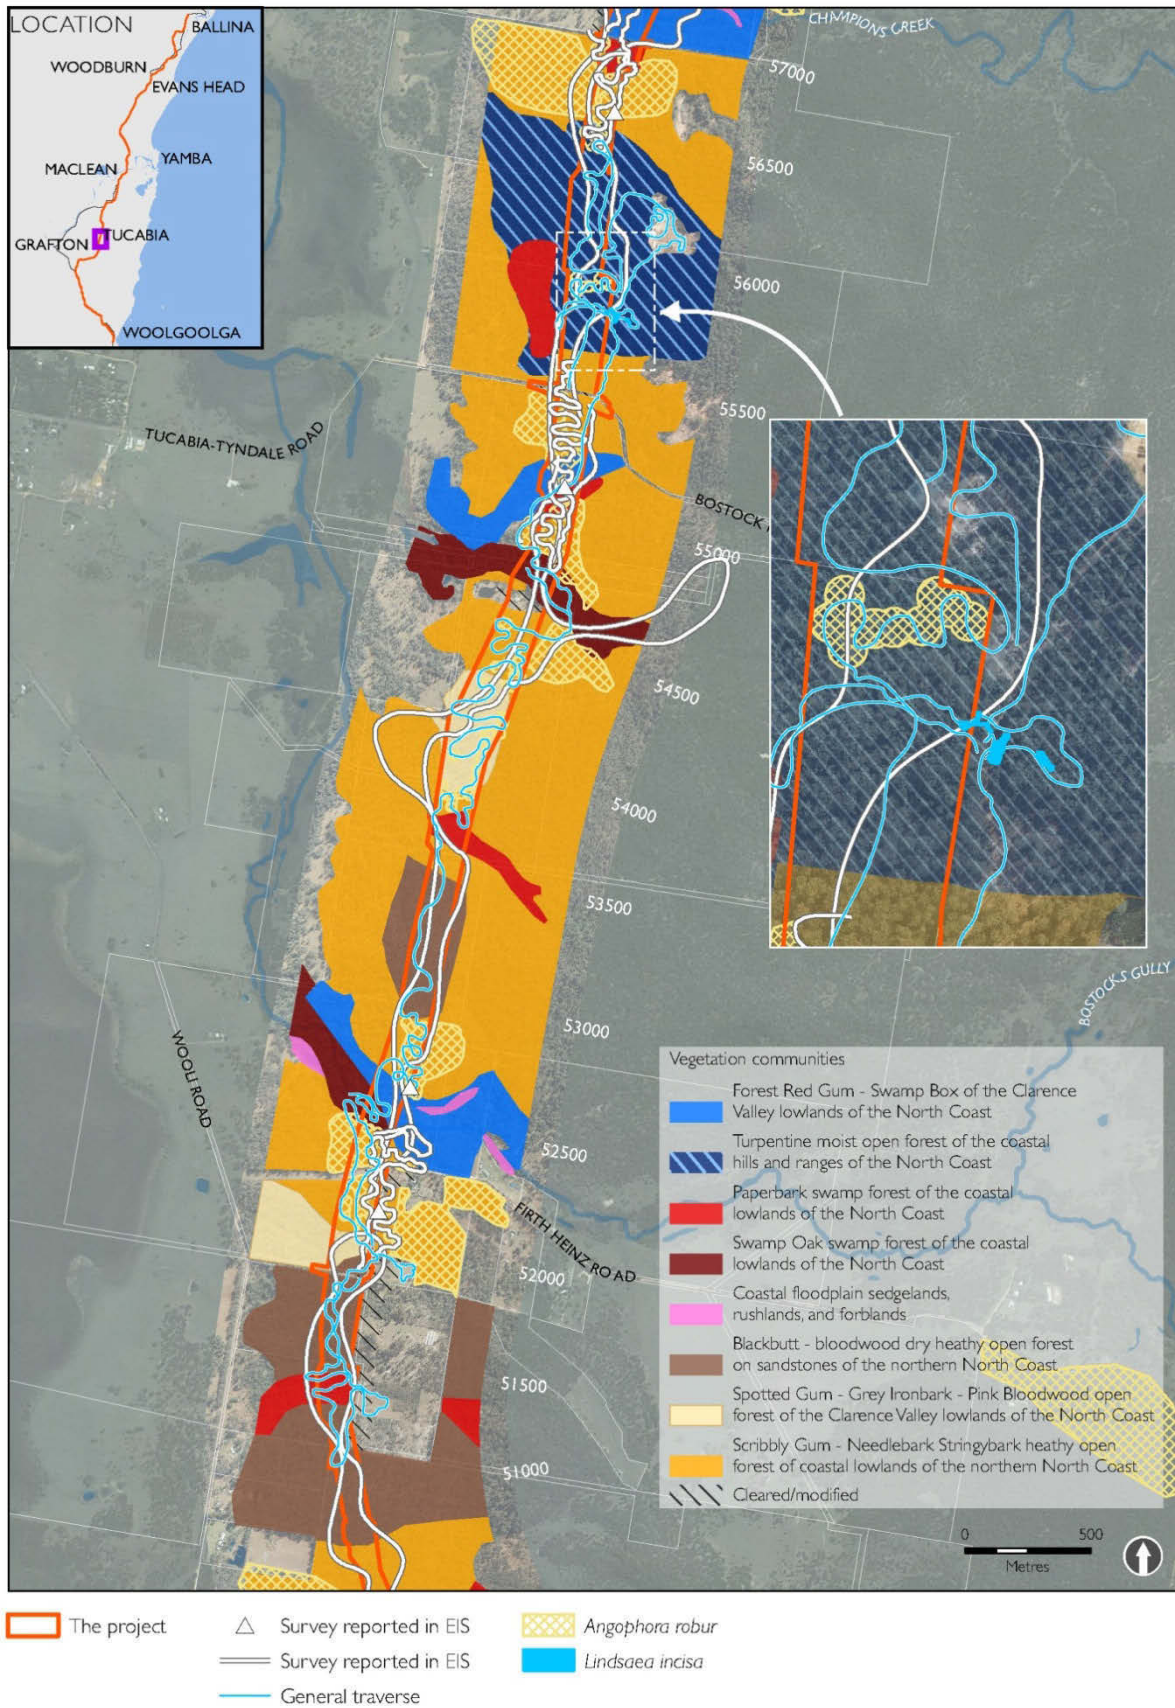 LOCATION
BALLINA
WOODBURN
EVANS HEAD
MACLEAN
YAMBA
GRAFTON
TUCABIA
WOOLGOOLGA
CHAMPIONS CREEK
57000
56500
56000
55500
TUCABIA-TYNDALE ROAD
BOSTOCK
55000
54500
54000
53500
53000
BOSTOCKS GULLY
WOOLI ROAD
52500
FIRTH HEINZ ROAD
52000
51500
51000
Vegetation communities
Forest Red Gum - Swamp Box of the Clarence
Valley lowlands of the North Coast
Turpentine moist open forest of the coastal
hills and ranges of the North Coast
Paperbark swamp forest of the coastal
lowlands of the North Coast
Swamp Oak swamp forest of the coastal
lowlands of the North Coast
Coastal floodplain sedgelands,
rushlands, and forblands
Blackbutt - bloodwood dry heathy open forest
on sandstones of the northern North Coast
Spotted Gum - Grey Ironbark - Pink Bloodwood open
forest of the Clarence Valley lowlands of the North Coast
Scribbly Gum - Needlebark Stringybark heathy open
forest of coastal lowlands of the northern North Coast
Cleared/modified
0 500
Metres
The project
Survey reported in EIS
Survey reported in EIS
General traverse
Angophora robur
Lindsaea incisa